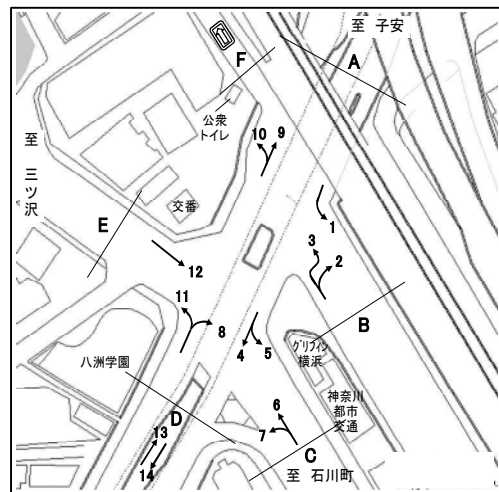 至 子安
A
F
公衆
トイレ
10
9
至 三ツ沢
交番
1
E
3
2
12
11
8
B
4
5
グリフィン
横浜
八洲学園
神奈川
都市
交通
D
6
13
7
14
C
至 石川町